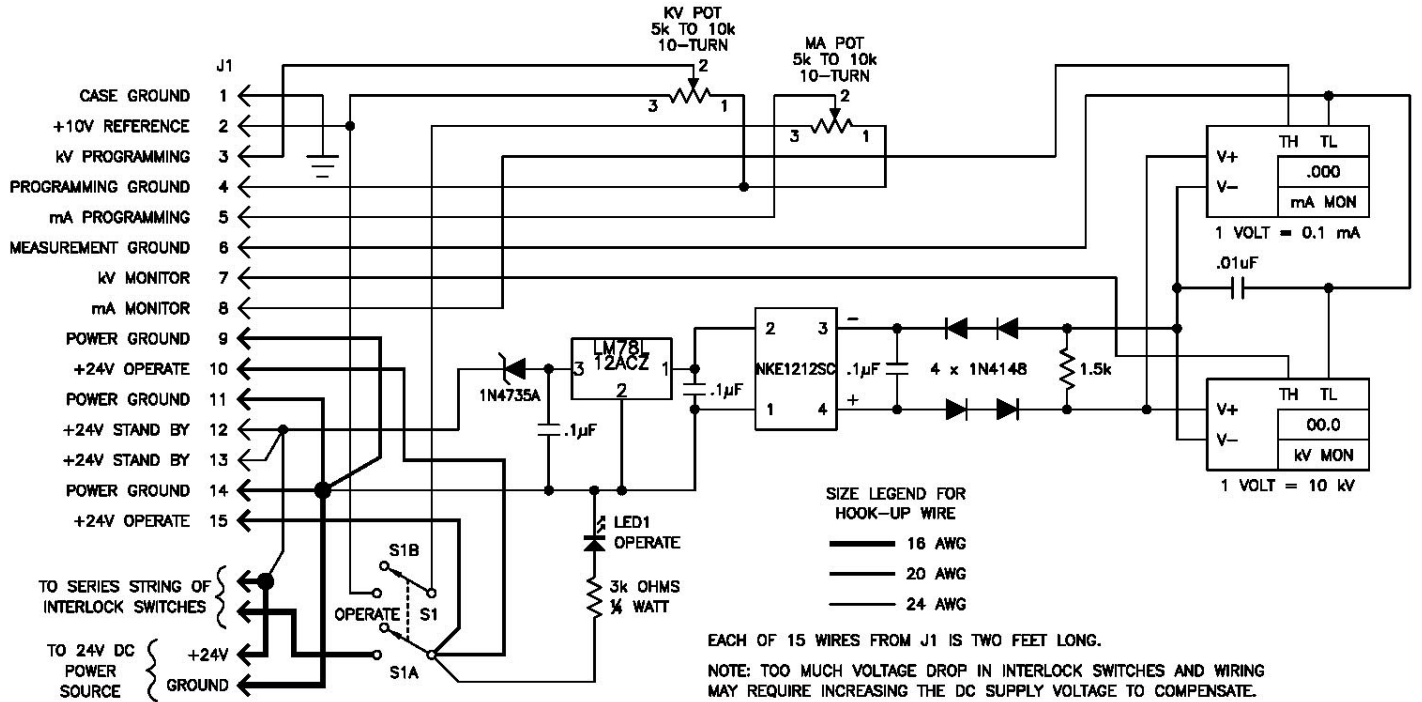 KV POT
5k TO 10k
10-TURN
2
3
1
MA POT
5k TO 10k
10-TURN
2
3
1
J1
CASE GROUND 1
+10V REFERENCE 2
kV PROGRAMMING 3
PROGRAMMING GROUND 4
mA PROGRAMMING 5
MEASUREMENT GROUND 6
kV MONITOR 7
mA MONITOR 8
POWER GROUND 9
+24V OPERATE 10
POWER GROUND 11
+24V STAND BY 12
+24V STAND BY 13
POWER GROUND 14
+24V OPERATE 15
TO SERIES STRING OF
INTERLOCK SWITCHES
TO 24V DC
POWER
SOURCE
+24V
GROUND
S1B
OPERATE
S1
S1A
1N4735A
.1µF
LM78L
12ACZ
3
1
2
.1µF
2 3
NKE1212SC
1 4
-
+
.1µF
4 x 1N4148
1.5k
.01uF
TH TL
V+
V-
.000
mA MON
1 VOLT = 0.1 mA
TH TL
V+
V-
00.0
kV MON
1 VOLT = 10 kV
LED1
OPERATE
3k OHMS
¼ WATT
SIZE LEGEND FOR
HOOK-UP WIRE
16 AWG
20 AWG
24 AWG
EACH OF 15 WIRES FROM J1 IS TWO FEET LONG.
NOTE: TOO MUCH VOLTAGE DROP IN INTERLOCK SWITCHES AND WIRING
MAY REQUIRE INCREASING THE DC SUPPLY VOLTAGE TO COMPENSATE.